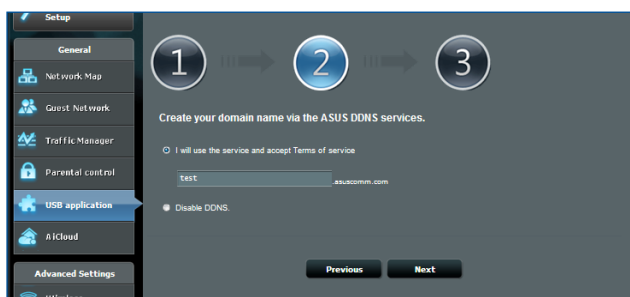 Setup
General
Network Map
Guest Network
Traffic Manager
Parental control
USB application
AiCloud
Advanced Settings
Wireless
1
2
3
Create your domain name via the ASUS DDNS services.
I will use the service and accept Terms of service
test
.asuscomm.com
Disable DDNS.
Previous
Next